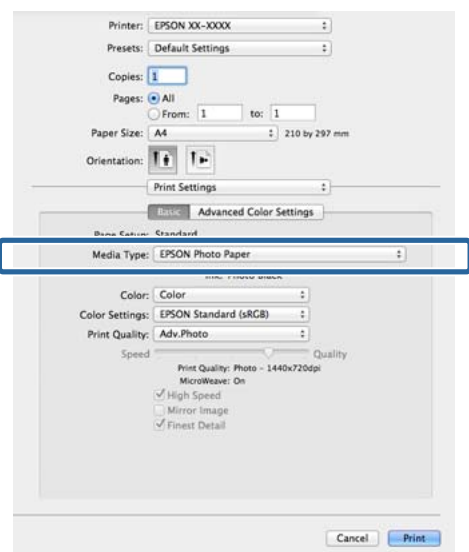 Printer: EPSON XX-XXXX
Presets: Default Settings
Copies: 1
Pages: All
From: 1 to: 1
Paper Size: A4 210 by 297 mm
Orientation:
Print Settings
Basic Advanced Color Settings
Page Setup: Standard
Media Type: EPSON Photo Paper
Ink: Photo Black
Color: Color
Color Settings: EPSON Standard (sRGB)
Print Quality: Adv.Photo
Speed Quality
Print Quality: Photo - 1440x720dpi
MicroWeave: On
High Speed
Mirror Image
Finest Detail
Cancel Print